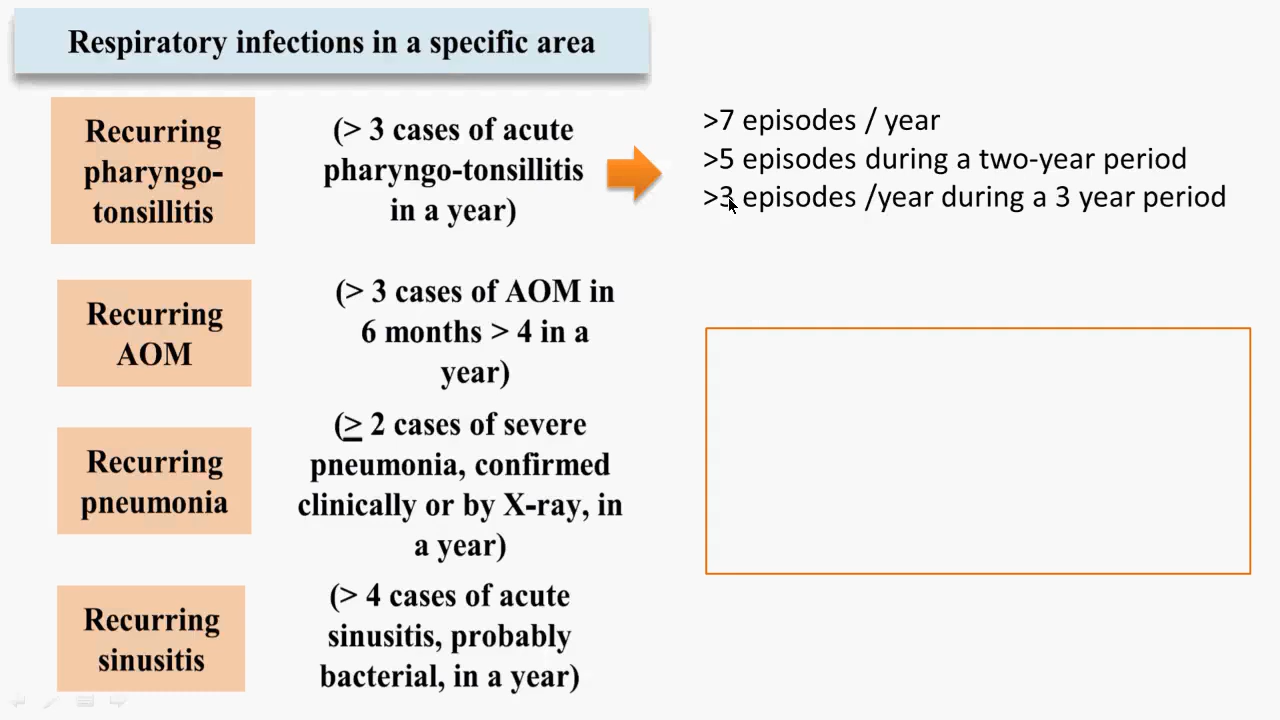 Respiratory infections in a specific area
Recurring
pharyngo-
tonsillitis
(> 3 cases of acute
pharyngo-tonsillitis
in a year)
>7 episodes / year
>5 episodes during a two-year period
>3 episodes /year during a 3 year period
Recurring
AOM
(> 3 cases of AOM in
6 months > 4 in a
year)
Recurring
pneumonia
(≥ 2 cases of severe
pneumonia, confirmed
clinically or by X-ray, in
a year)
Recurring
sinusitis
(> 4 cases of acute
sinusitis, probably
bacterial, in a year)